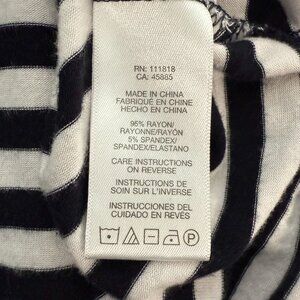 RN: 111818
CA: 45885
MADE IN CHINA
FABRIQUÉ EN CHINE
HECHO EN CHINA
95% RAYON/
RAYONNE/RAYÓN
5% SPANDEX/
SPANDEX/ELASTANO
CARE INSTRUCTIONS
ON REVERSE
INSTRUCTIONS DE
SOIN SUR L'INVERSE
INSTRUCCIONES DEL
CUIDADO EN REVÉS
P